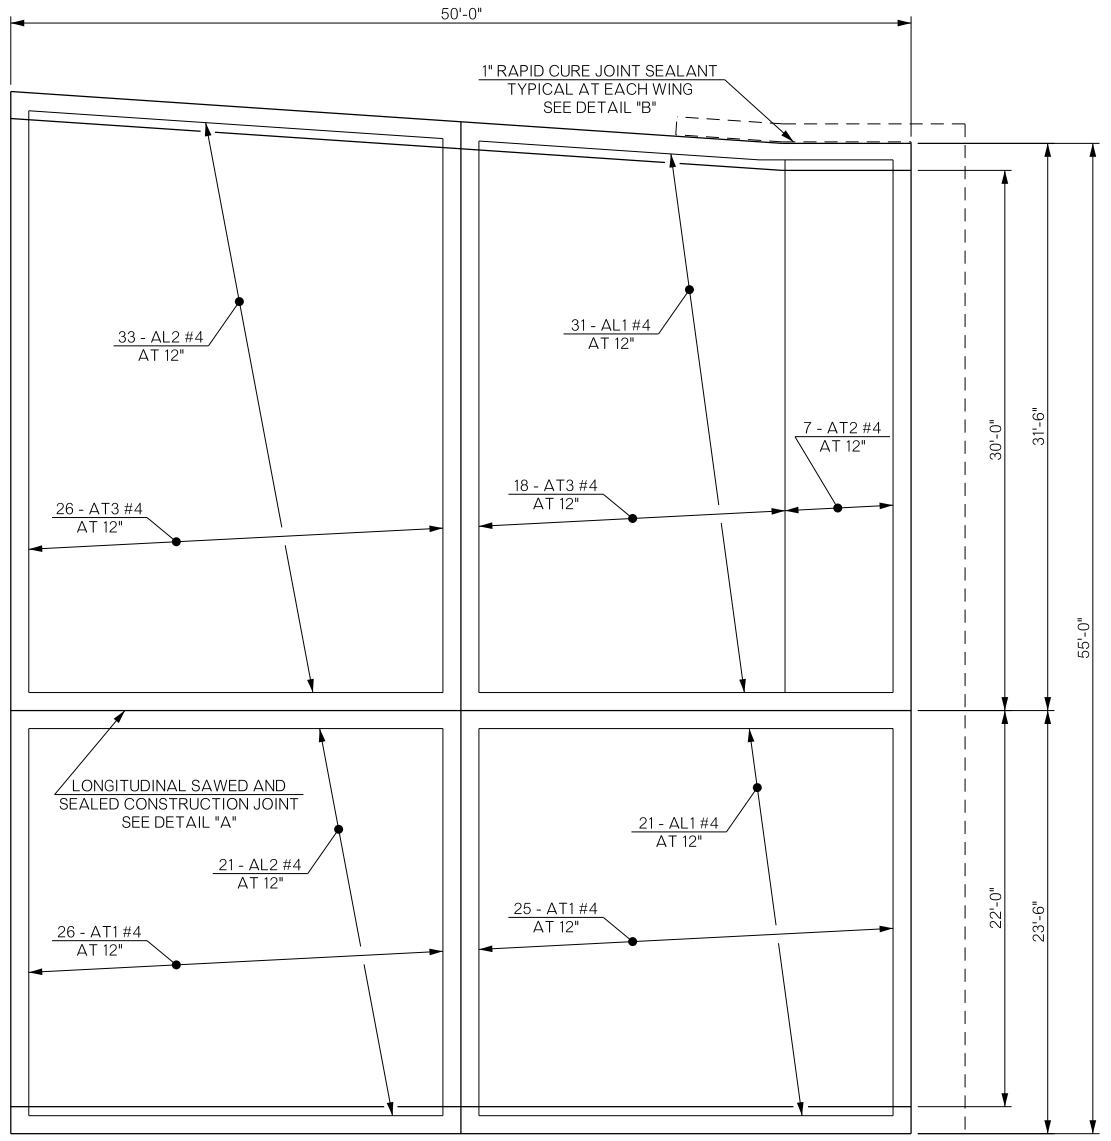 50'-0"
1" RAPID CURE JOINT SEALANT
TYPICAL AT EACH WING
SEE DETAIL "B"
33 - AL2 #4
AT 12"
31 - AL1 #4
AT 12"
7 - AT2 #4
AT 12"
30'-0"
31'-6"
18 - AT3 #4
AT 12"
26 - AT3 #4
AT 12"
55'-0"
LONGITUDINAL SAWED AND
SEALED CONSTRUCTION JOINT
SEE DETAIL "A"
21 - AL2 #4
AT 12"
21 - AL1 #4
AT 12"
26 - AT1 #4
AT 12"
25 - AT1 #4
AT 12"
22'-0"
23'-6"